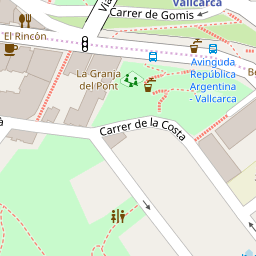 Vallcarca
Carrer de Gomis
El Rincón
La Granja
del Pont
Avinguda
República
Argentina
- Vallcarca
Carrer de la Costa